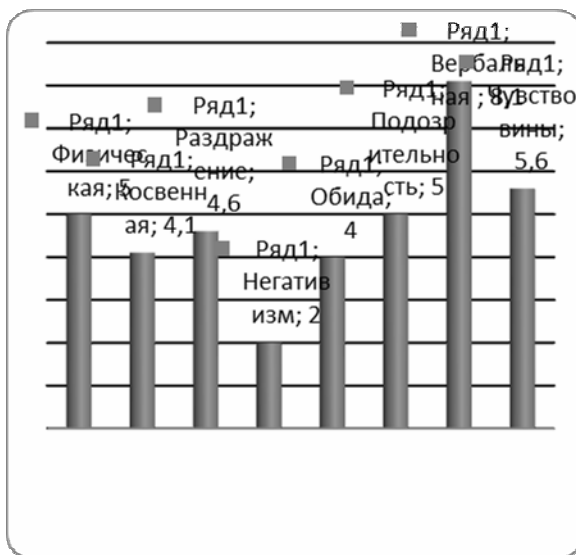 Ряд1;
Физичес
кая; 5
Ряд1;
Косвенн
ая; 4,1
Ряд1;
Раздраж
ение;
4,6
Ряд1;
Негатив
изм; 2
Ряд1;
Обида;
4
Ряд1;
Подозр
ительно
сть; 5
Ряд1;
Вербаль
ная ; 8,1
Ряд1;
Чувство
вины;
5,6